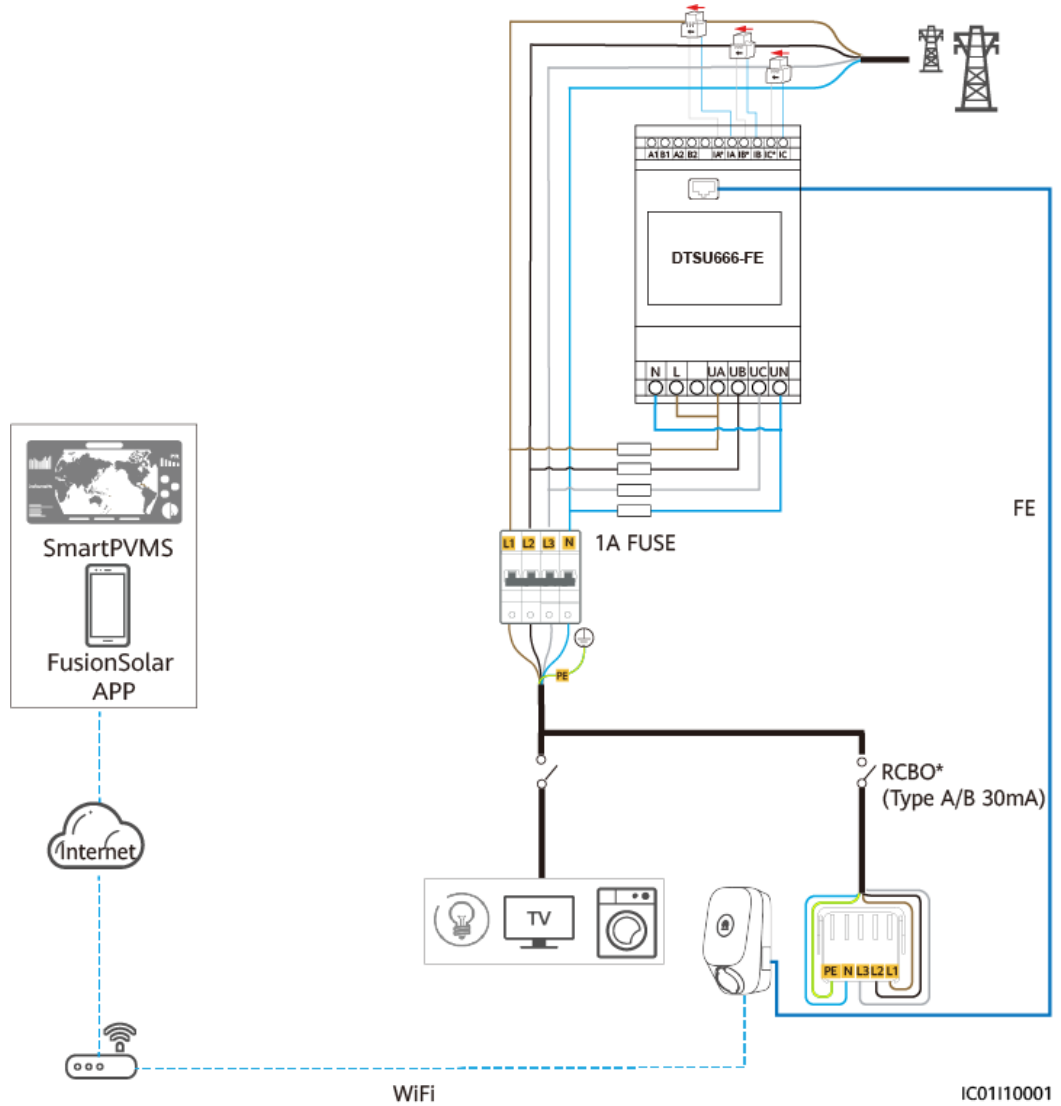 A1 B1 A2 B2 IA* IA IB* IB IC* IC
DTSU666-FE
N L UA UB UC UN
FE
SmartPVMS
FusionSolar
APP
L1 L2 L3 N
1A FUSE
PE
RCBO*
(Type A/B 30mA)
Internet
TV
PE N L3 L2 L1
WiFi
IC01I10001